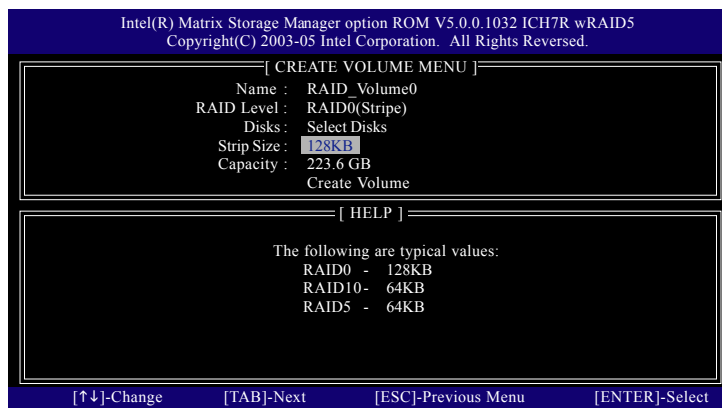 Intel(R) Matrix Storage Manager option ROM V5.0.0.1032 ICH7R wRAID5
Copyright(C) 2003-05 Intel Corporation. All Rights Reversed.
[ CREATE VOLUME MENU ]
Name : RAID_Volume0
RAID Level : RAID0(Stripe)
Disks : Select Disks
Strip Size : 128KB
Capacity : 223.6 GB
Create Volume
[ HELP ]
The following are typical values:
RAID0 - 128KB
RAID10- 64KB
RAID5 - 64KB
[↑↓]-Change [TAB]-Next [ESC]-Previous Menu [ENTER]-Select